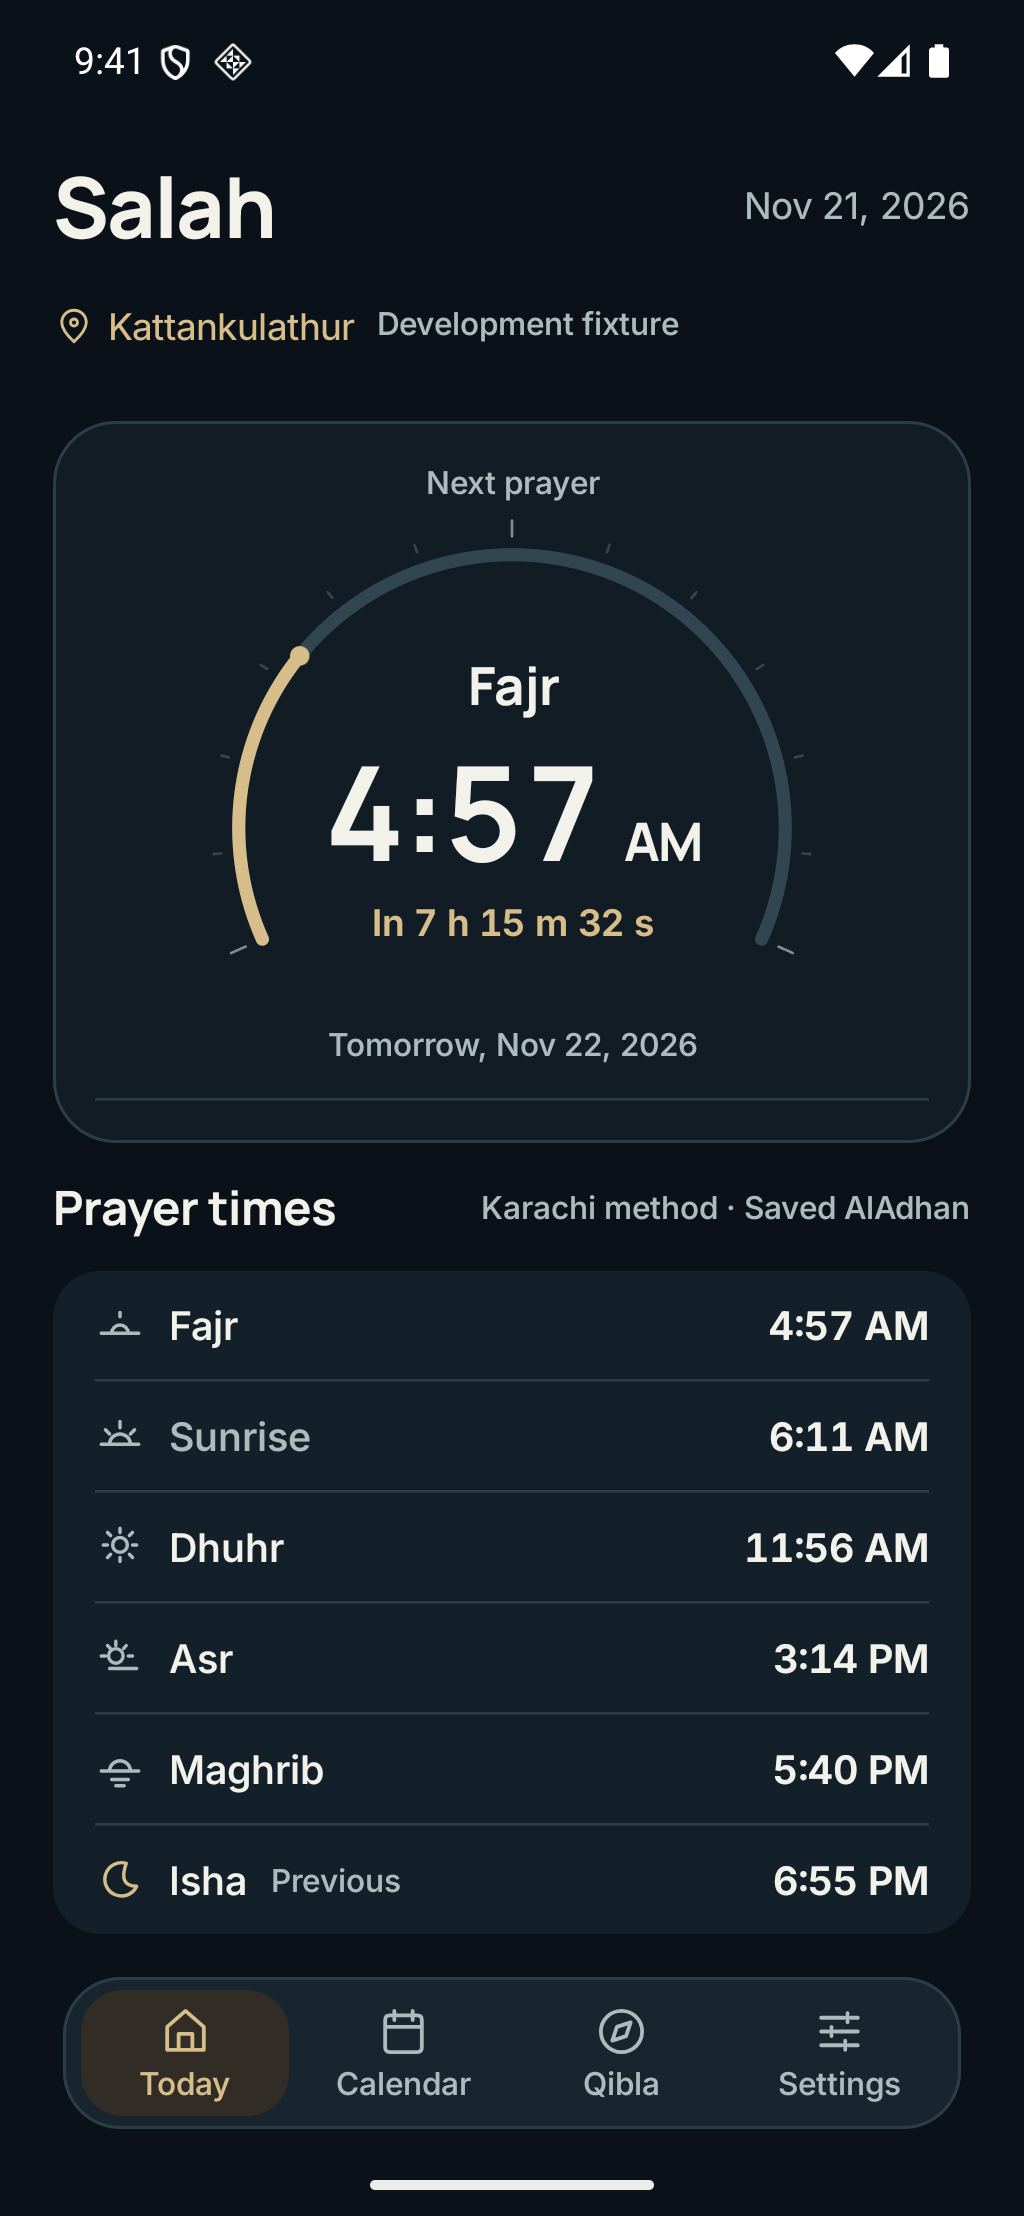 9:41
Salah
Nov 21, 2026
Kattankulathur Development fixture
Next prayer
Fajr
4:57 AM
In 7 h 15 m 32 s
Tomorrow, Nov 22, 2026
Prayer times
Karachi method · Saved AlAdhan
Fajr 4:57 AM
Sunrise 6:11 AM
Dhuhr 11:56 AM
Asr 3:14 PM
Maghrib 5:40 PM
Isha Previous 6:55 PM
Today Calendar Qibla Settings